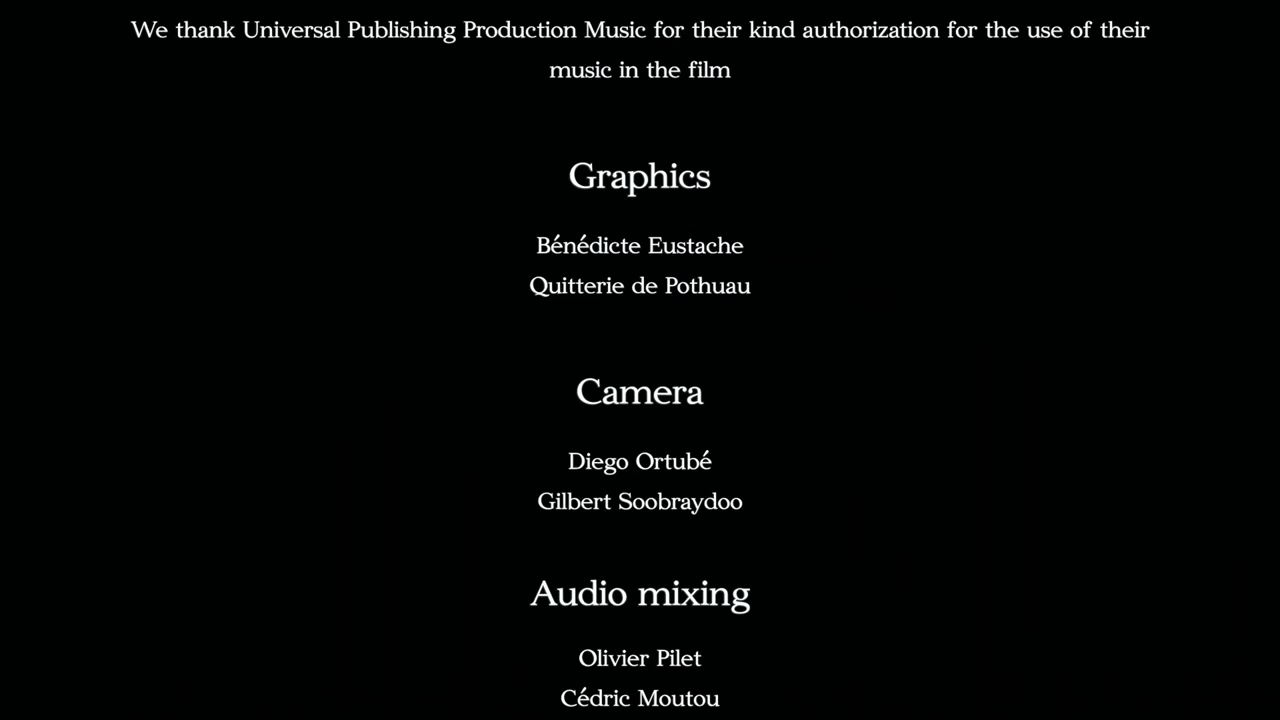 We thank Universal Publishing Production Music for their kind authorization for the use of their
music in the film
Graphics
Bénédicte Eustache
Quitterie de Pothuau
Camera
Diego Ortubé
Gilbert Soobraydoo
Audio mixing
Olivier Pilet
Cédric Moutou